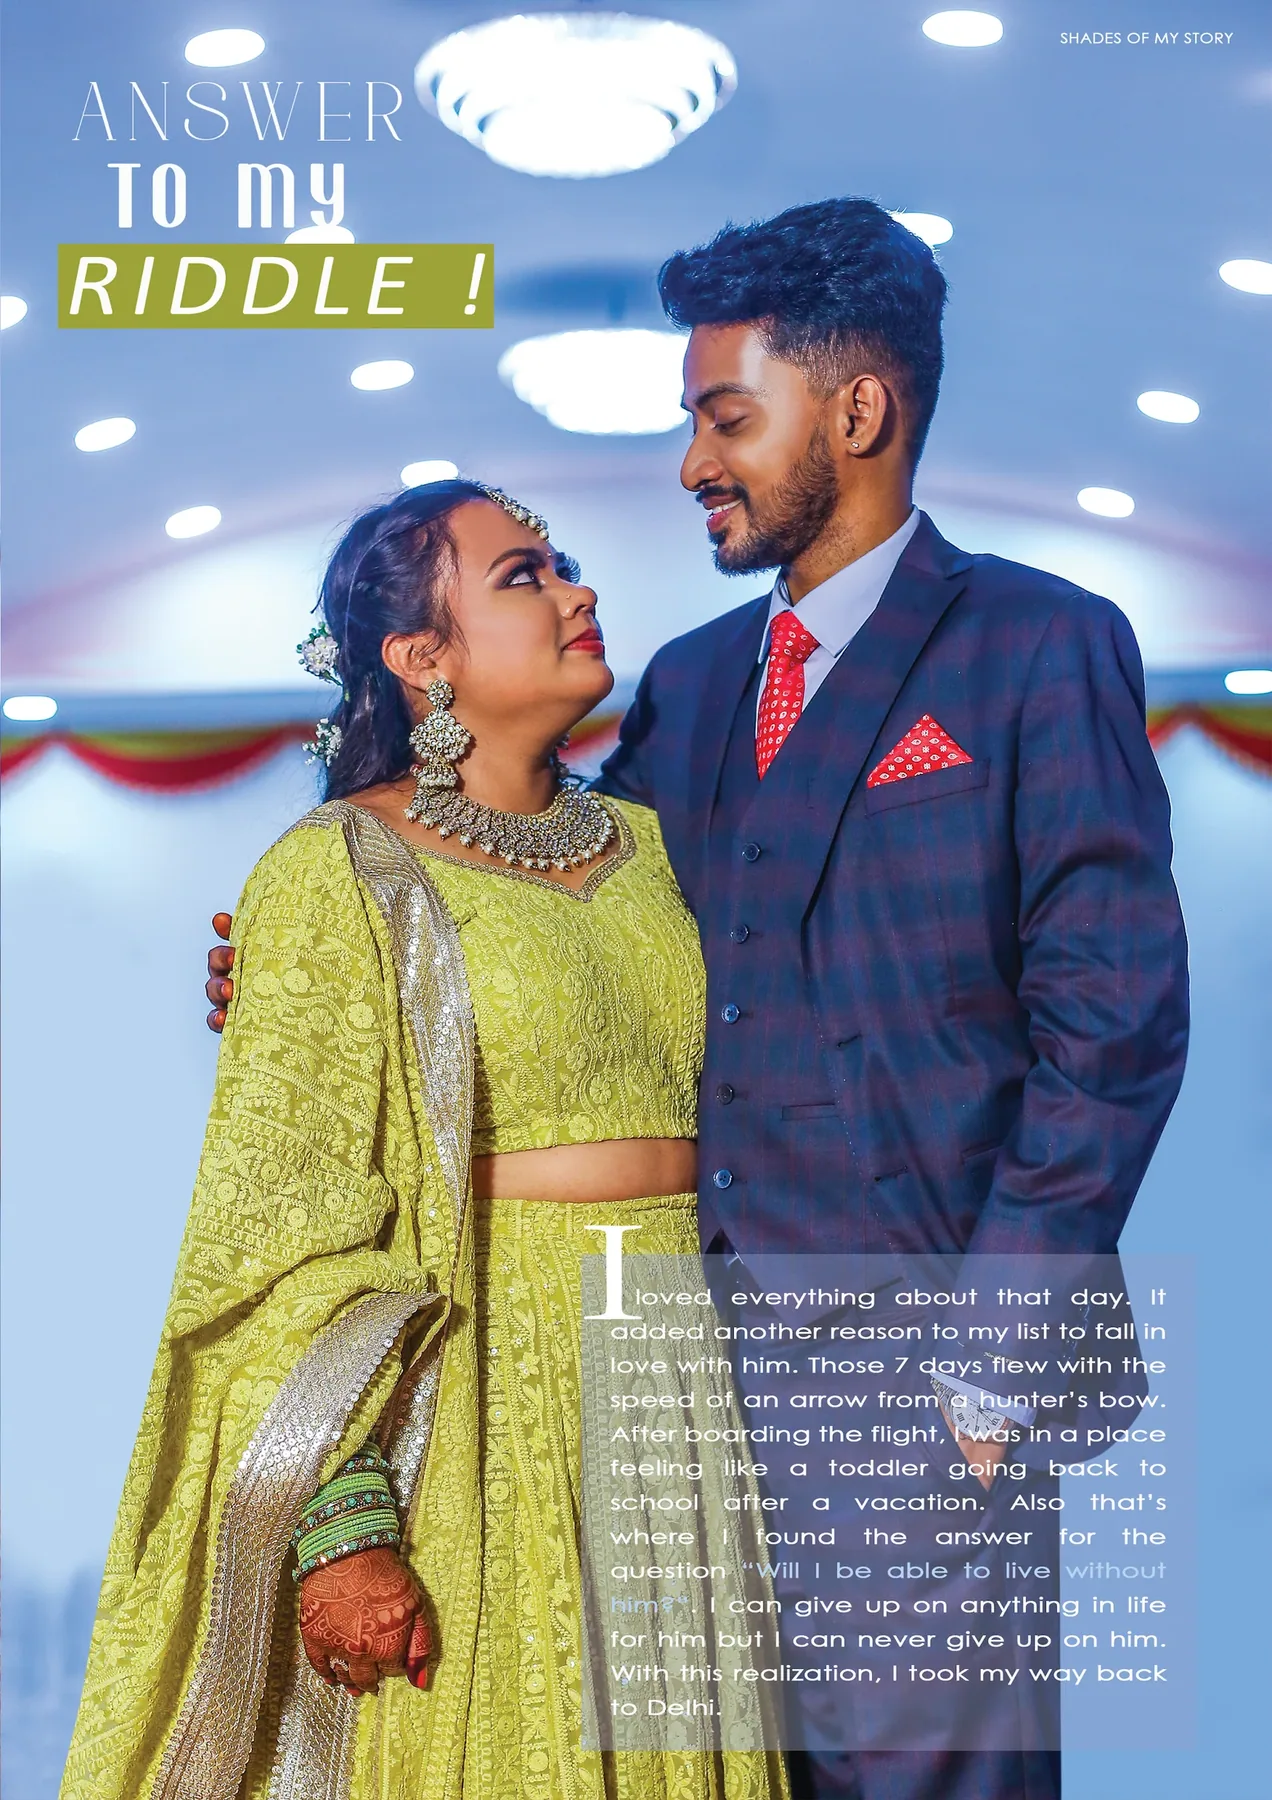 SHADES OF MY STORY
ANSWER
TO MY
RIDDLE !
I loved everything about that day. It
added another reason to my list to fall in
love with him. Those 7 days flew with the
speed of an arrow from a hunter's bow.
After boarding the flight, I was in a place
feeling like a toddler going back to
school after a vacation. Also that's
where I found the answer for the
question “Will I be able to live without
him?”. I can give up on anything in life
for him but I can never give up on him.
With this realization, I took my way back
to Delhi.